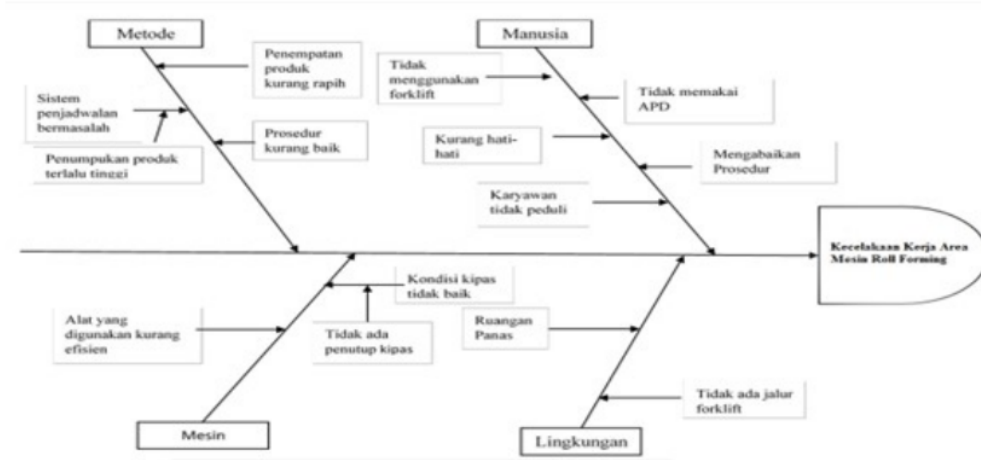 Metode
Manusia
Penempatan
produk
kurang rapih
Tidak
menggunakan
forklift
Sistem
penjadwalan
bermasalah
Tidak memakai
APD
Prosedur
kurang baik
Kurang hati-
hati
Penumpukan produk
terlalu tinggi
Mengabaikan
Prosedur
Karyawan
tidak peduli
Kecelakaan Kerja Area
Mesin Roll Forming
Kondisi kipas
tidak baik
Alat yang
digunakan kurang
efisien
Tidak ada
penutup kipas
Ruangan
Panas
Tidak ada jalur
forklift
Mesin
Lingkungan